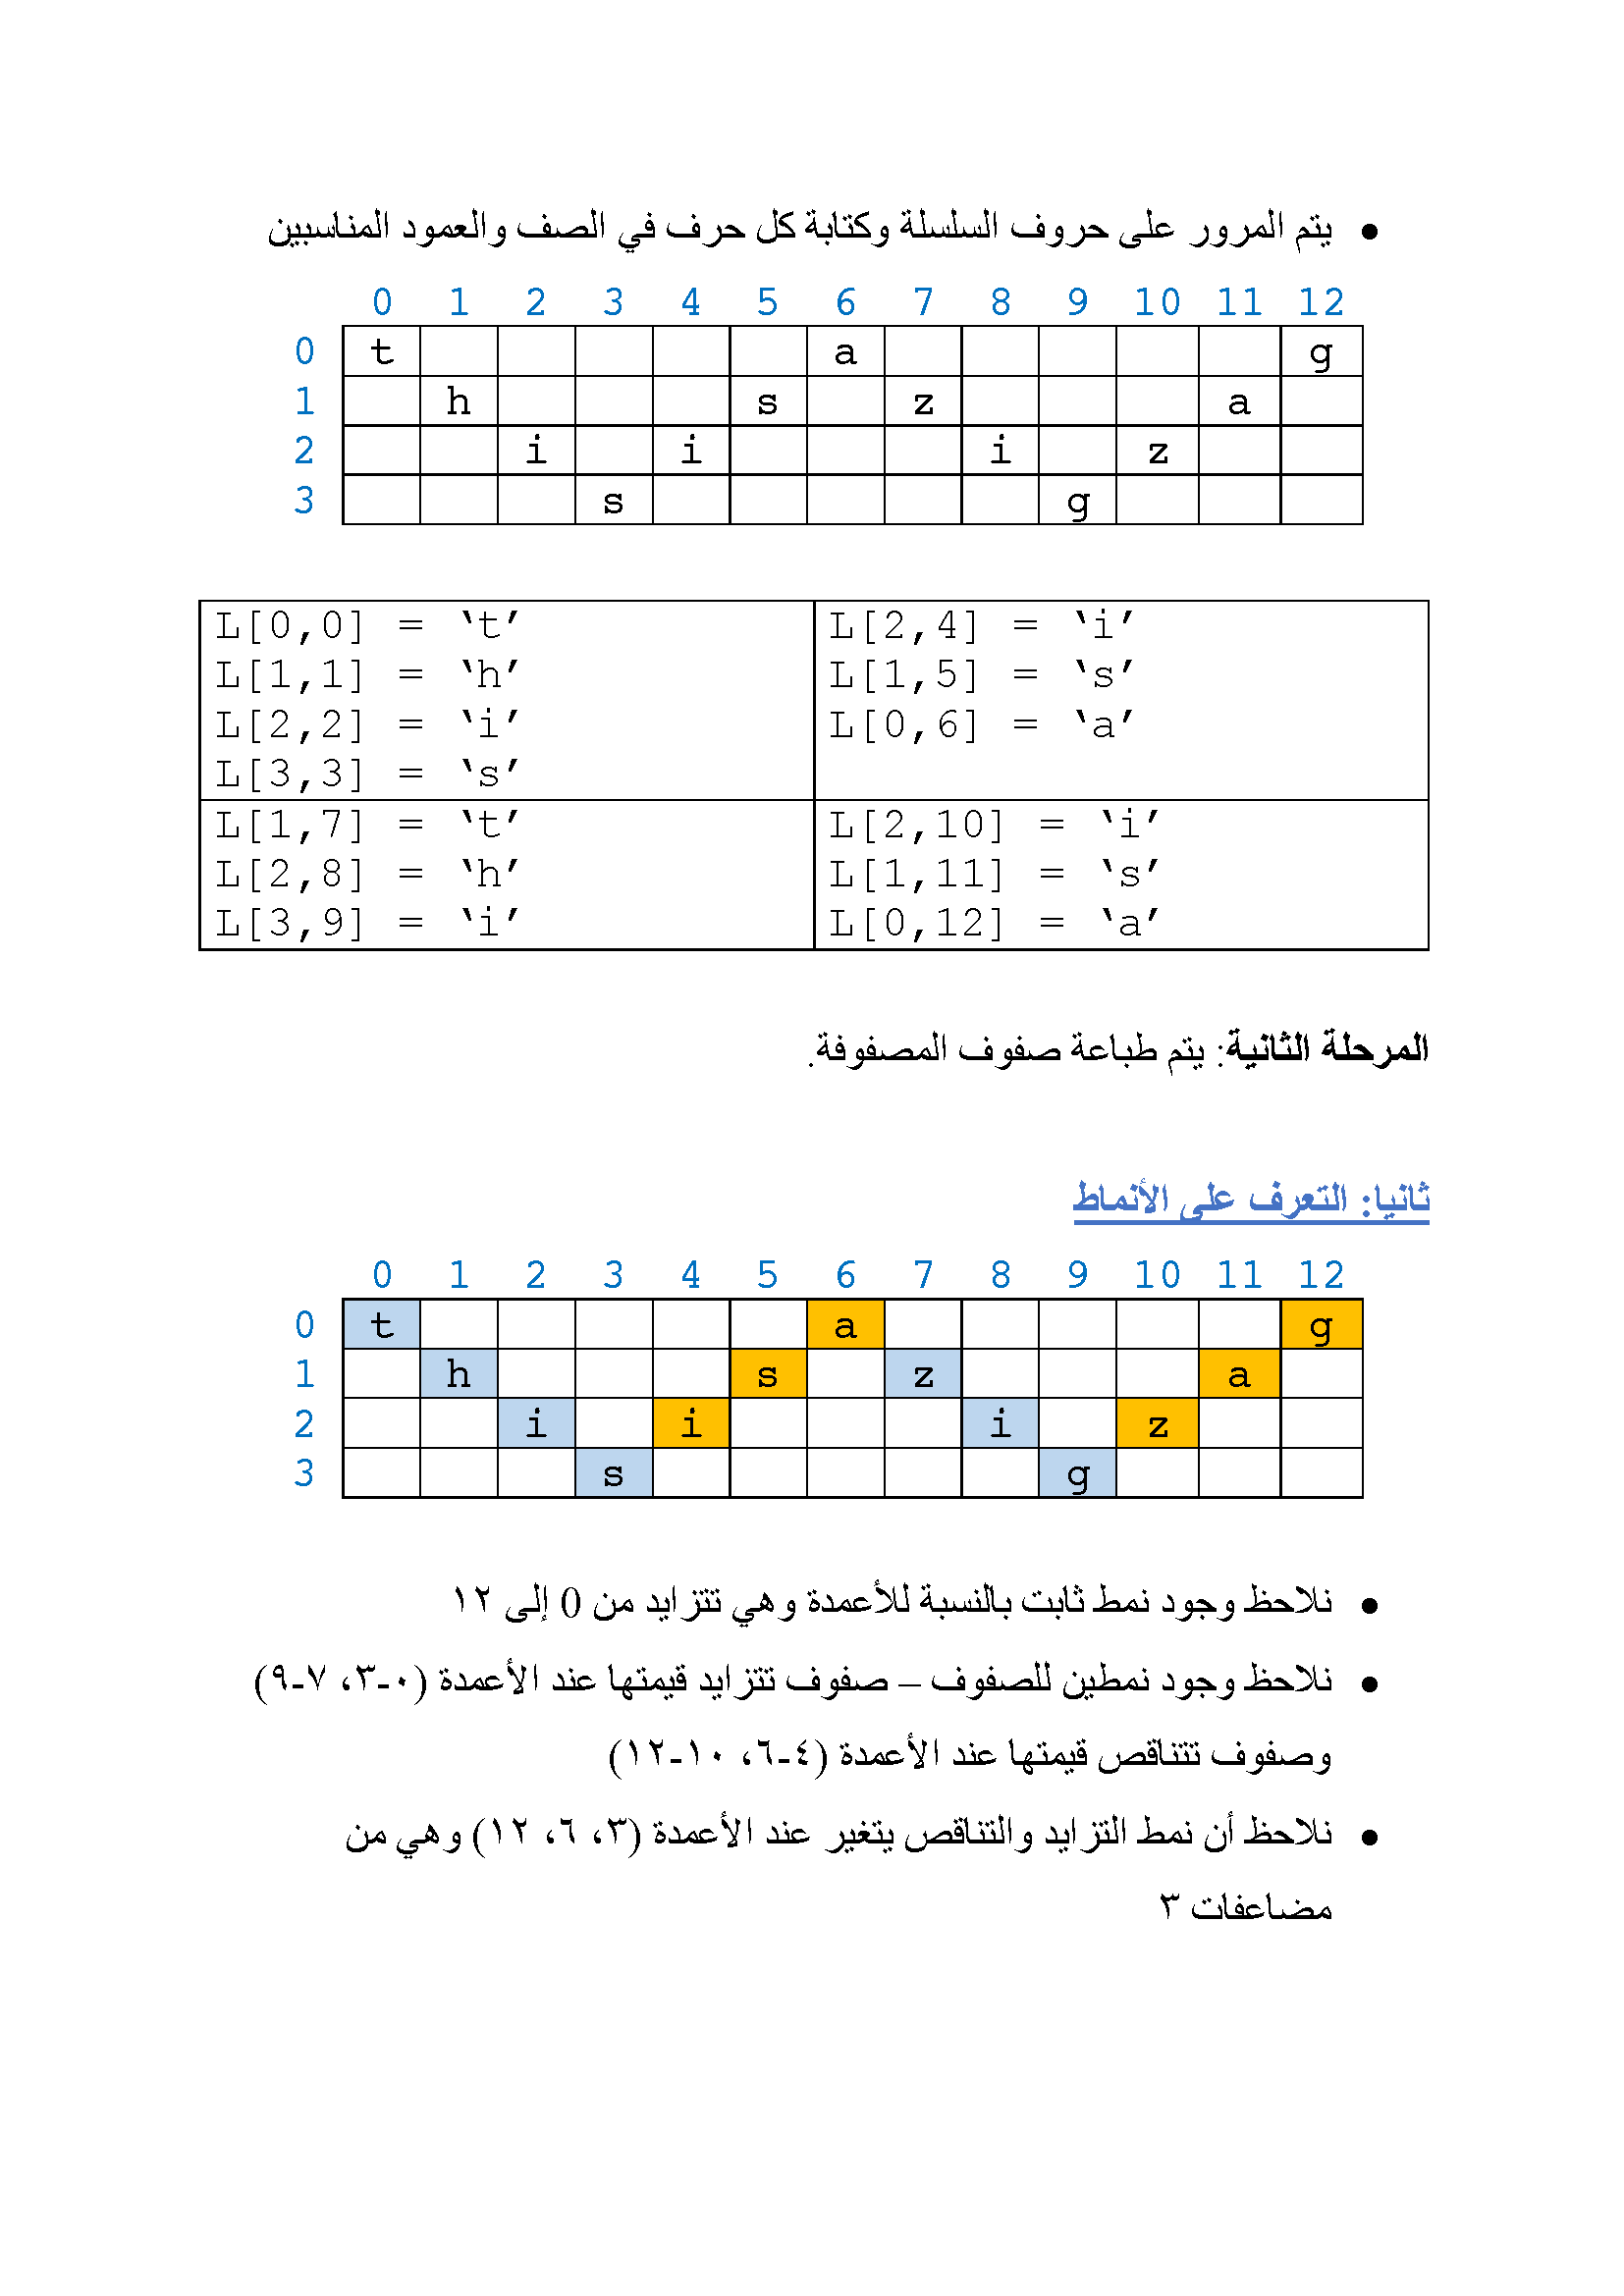 • يتم المرور على حروف السلسلة وكتابة كل حرف في الصف والعمود المناسبين
0 1 2 3 4 5 6 7 8 9 10 11 12
0 t a g
1 h s z a
2 i i i z
3 s g
L[0,0] = ‘t’ L[2,4] = ‘i’
L[1,1] = ‘h’ L[1,5] = ‘s’
L[2,2] = ‘i’ L[0,6] = ‘a’
L[3,3] = ‘s’
L[1,7] = ‘t’ L[2,10] = ‘i’
L[2,8] = ‘h’ L[1,11] = ‘s’
L[3,9] = ‘i’ L[0,12] = ‘a’
المرحلة الثانية: يتم طباعة صفوف المصفوفة.
ثانيا: التعرف على الأنماط
0 1 2 3 4 5 6 7 8 9 10 11 12
0 t a g
1 h s z a
2 i i i z
3 s g
• نلاحظ وجود نمط ثابت بالنسبة للأعمدة وهي تتزايد من 0 إلى ١٢
• نلاحظ وجود نمطين للصفوف – صفوف تتزايد قيمتها عند الأعمدة (٠-٣، ٧-٩)
وصفوف تتناقص قيمتها عند الأعمدة (٤-٦، ١٠-١٢)
• نلاحظ أن نمط التزايد والتناقص يتغير عند الأعمدة (٣، ٦، ١٢) وهي من
مضاعفات ٣